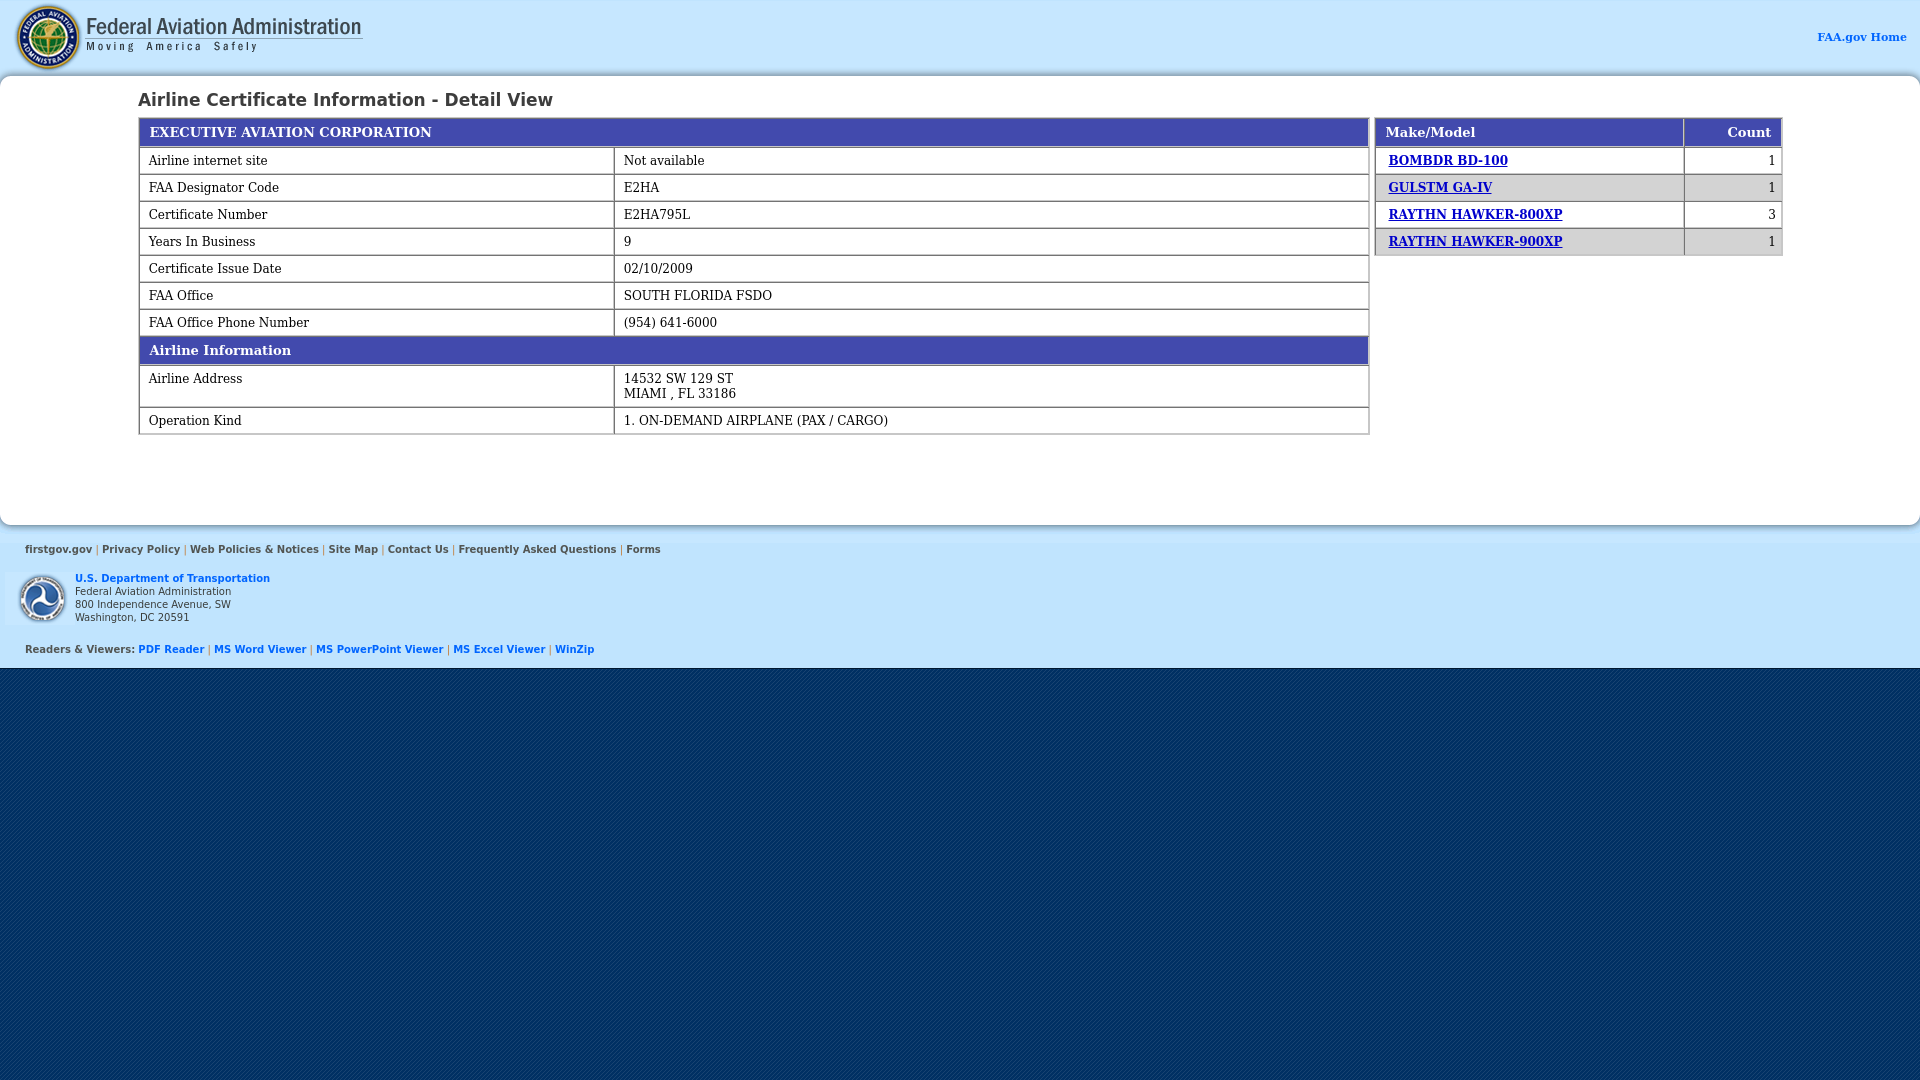 Federal Aviation Administration
Moving America Safely
FAA.gov Home
Airline Certificate Information - Detail View
EXECUTIVE AVIATION CORPORATION
Airline internet site Not available
FAA Designator Code E2HA
Certificate Number E2HA795L
Years In Business 9
Certificate Issue Date 02/10/2009
FAA Office SOUTH FLORIDA FSDO
FAA Office Phone Number (954) 641-6000
Airline Information
Airline Address 14532 SW 129 ST
MIAMI , FL 33186
Operation Kind 1. ON-DEMAND AIRPLANE (PAX / CARGO)
Make/Model Count
BOMBDR BD-100 1
GULSTM GA-IV 1
RAYTHN HAWKER-800XP 3
RAYTHN HAWKER-900XP 1
firstgov.gov | Privacy Policy | Web Policies & Notices | Site Map | Contact Us | Frequently Asked Questions | Forms
U.S. Department of Transportation
Federal Aviation Administration
800 Independence Avenue, SW
Washington, DC 20591
Readers & Viewers: PDF Reader | MS Word Viewer | MS PowerPoint Viewer | MS Excel Viewer | WinZip